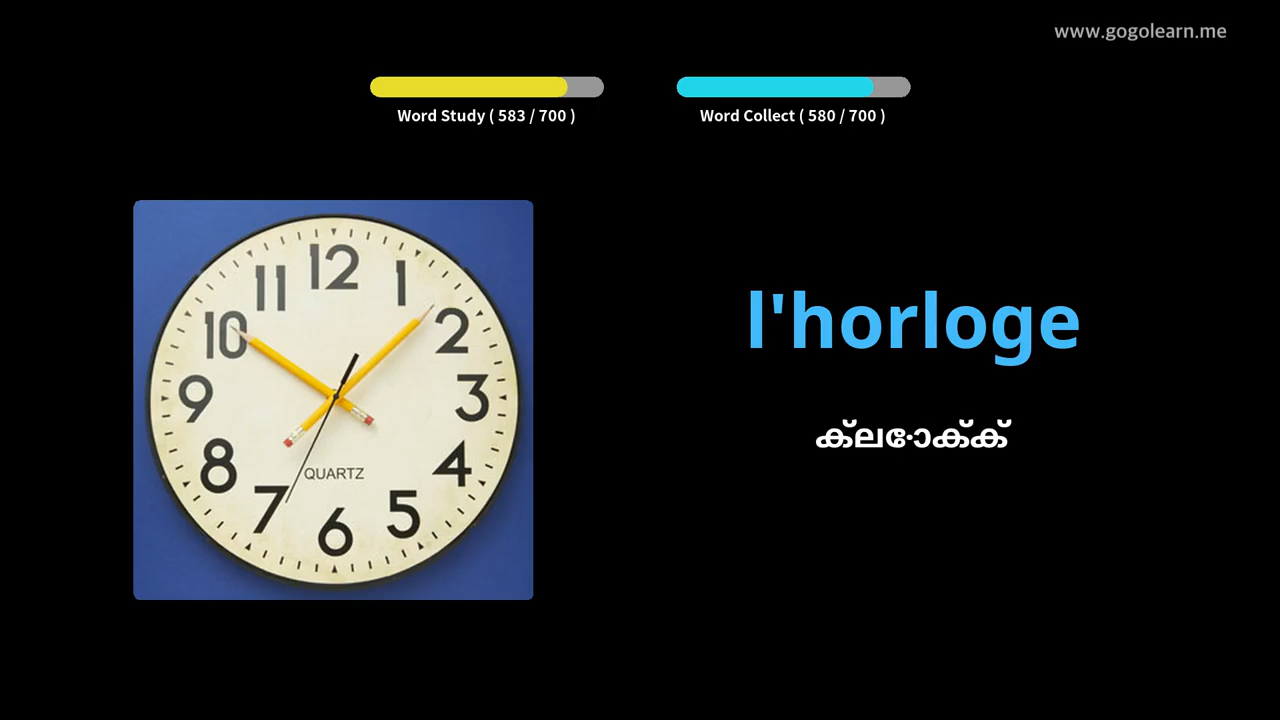 www.gogolearn.me
Word Study ( 583 / 700 )
Word Collect ( 580 / 700 )
12
11
1
10
2
9
3
8
4
7
5
6
QUARTZ
l'horloge
ക്ലോക്ക്